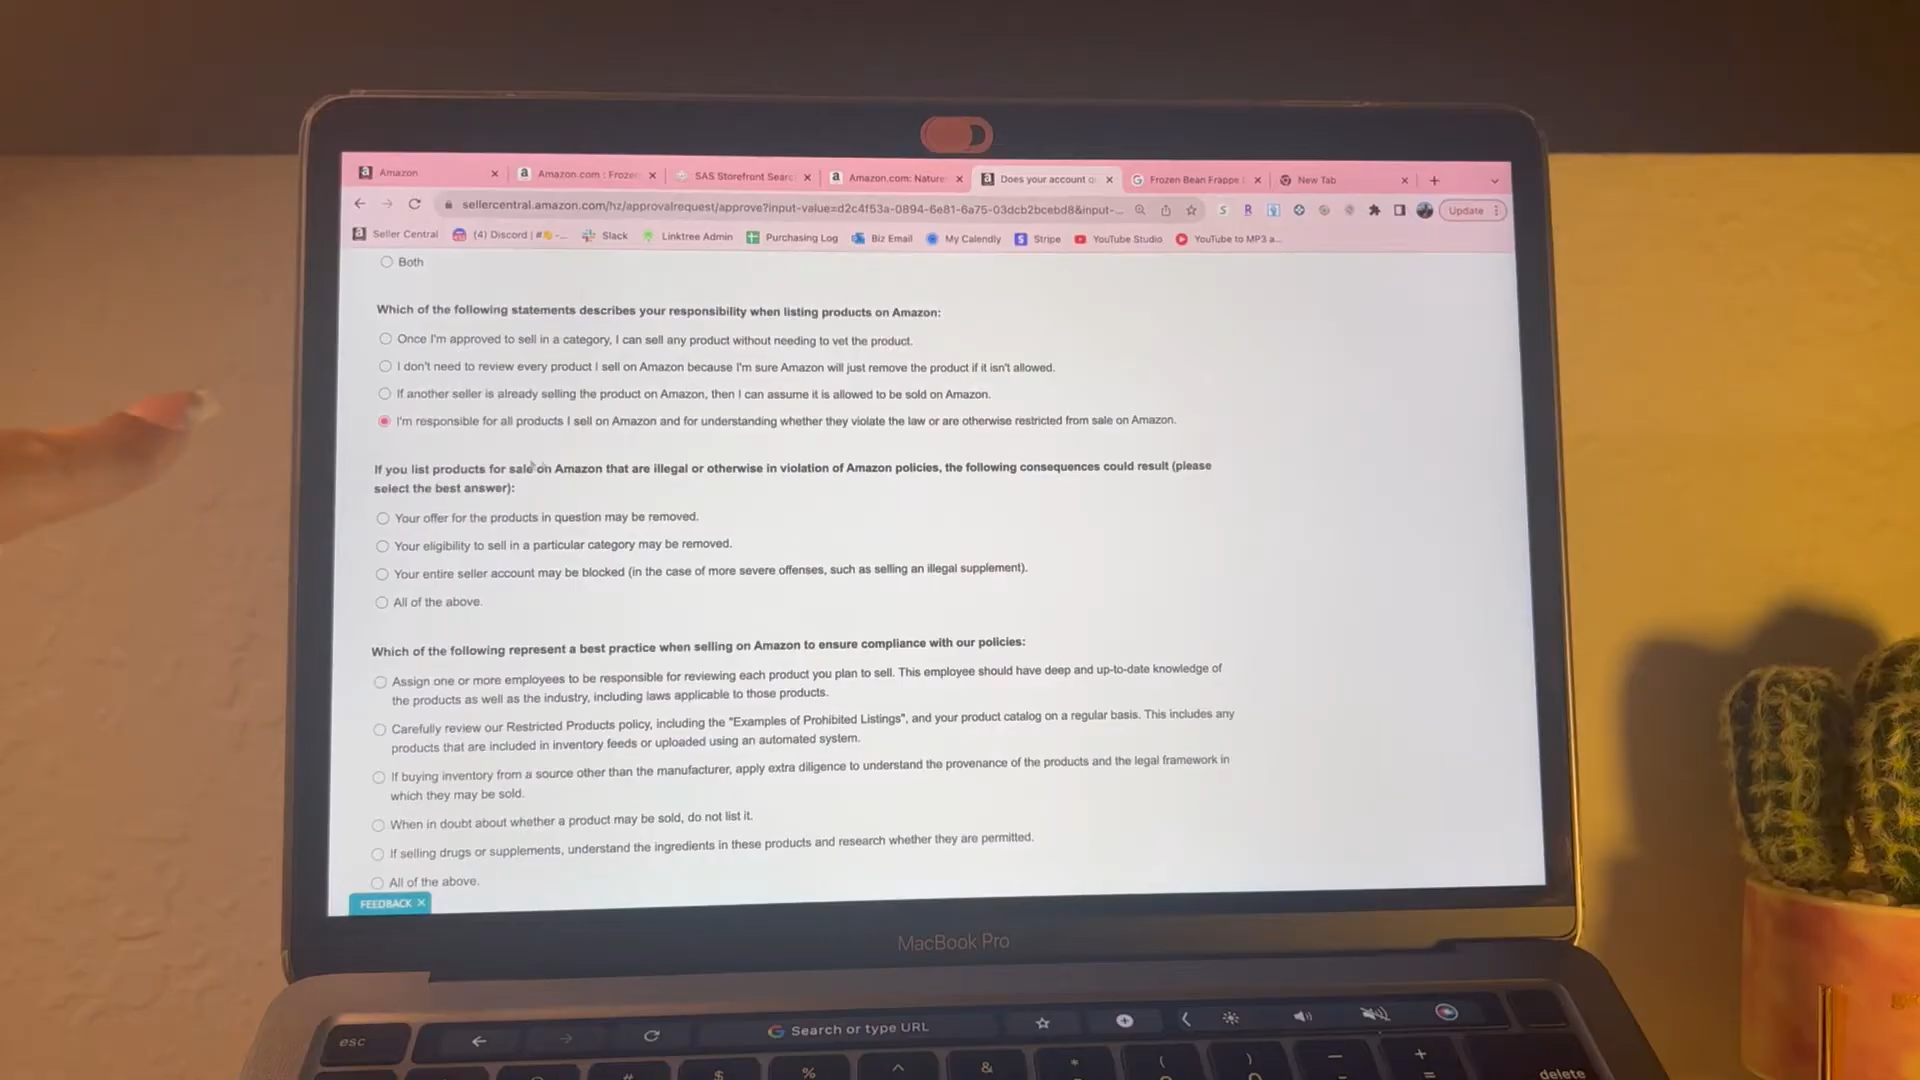 Amazon
Amazon.com : Frozen
SAS Storefront Searc
Amazon.com: Nature
Does your account q
Frozen Bean Frappe
New Tab
sellercentral.amazon.com/hz/approvalrequest/approve?input-value=d2c4f53a-0894-6e81-6a75-03dcb2bcebd8&input-...
Update
Seller Central
(4) Discord | #👋-...
Slack
Linktree Admin
Purchasing Log
Biz Email
My Calendly
Stripe
YouTube Studio
YouTube to MP3 a...
Both
Which of the following statements describes your responsibility when listing products on Amazon:
Once I'm approved to sell in a category, I can sell any product without needing to vet the product.
I don't need to review every product I sell on Amazon because I'm sure Amazon will just remove the product if it isn't allowed.
If another seller is already selling the product on Amazon, then I can assume it is allowed to be sold on Amazon.
I'm responsible for all products I sell on Amazon and for understanding whether they violate the law or are otherwise restricted from sale on Amazon.
If you list products for sale on Amazon that are illegal or otherwise in violation of Amazon policies, the following consequences could result (please
select the best answer):
Your offer for the products in question may be removed.
Your eligibility to sell in a particular category may be removed.
Your entire seller account may be blocked (in the case of more severe offenses, such as selling an illegal supplement).
All of the above.
Which of the following represent a best practice when selling on Amazon to ensure compliance with our policies:
Assign one or more employees to be responsible for reviewing each product you plan to sell. This employee should have deep and up-to-date knowledge of
the products as well as the industry, including laws applicable to those products.
Carefully review our Restricted Products policy, including the "Examples of Prohibited Listings", and your product catalog on a regular basis. This includes any
products that are included in inventory feeds or uploaded using an automated system.
If buying inventory from a source other than the manufacturer, apply extra diligence to understand the provenance of the products and the legal framework in
which they may be sold.
When in doubt about whether a product may be sold, do not list it.
If selling drugs or supplements, understand the ingredients in these products and research whether they are permitted.
All of the above.
FEEDBACK X
MacBook Pro
esc
Search or type URL
# $ % ^ & * ( ) — +
=
delete